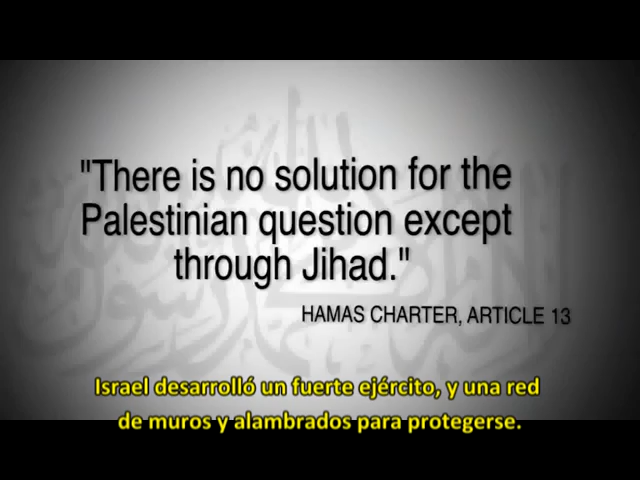 "There is no solution for the
Palestinian question except
through Jihad."
HAMAS CHARTER, ARTICLE 13
Israel desarrolló un fuerte ejército, y una red
de muros y alambrados para protegerse.